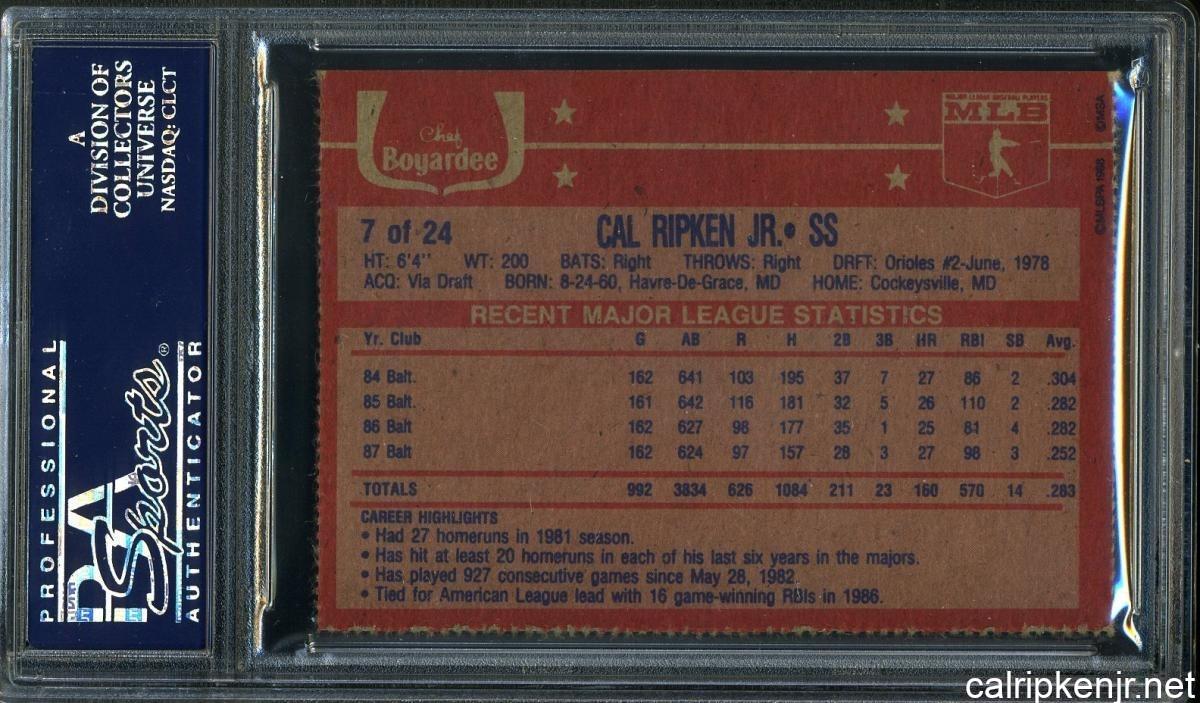 A
DIVISION OF
COLLECTORS
UNIVERSE
NASDAQ: CLCT
PROFESSIONAL
PSA
Sports®
AUTHENTICATOR
Chef
Boyardee
MAJOR LEAGUE BASEBALL PLAYERS
MLB
©MLBPA 1988 ©MSA
7 of 24 CAL RIPKEN JR.• SS
HT: 6'4'' WT: 200 BATS: Right THROWS: Right DRFT: Orioles #2-June, 1978
ACQ: Via Draft BORN: 8-24-60, Havre-De-Grace, MD HOME: Cockeysville, MD
RECENT MAJOR LEAGUE STATISTICS
Yr. Club G AB R H 2B 3B HR RBI SB Avg.
84 Balt. 162 641 103 195 37 7 27 86 2 .304
85 Balt. 161 642 116 181 32 5 26 110 2 .282
86 Balt. 162 627 98 177 35 1 25 81 4 .282
87 Balt 162 624 97 157 28 3 27 98 3 .252
TOTALS 992 3834 626 1084 211 23 160 570 14 .283
CAREER HIGHLIGHTS
• Had 27 homeruns in 1981 season.
• Has hit at least 20 homeruns in each of his last six years in the majors.
• Has played 927 consecutive games since May 28, 1982.
• Tied for American League lead with 16 game-winning RBIs in 1986.
calripkenjr.net